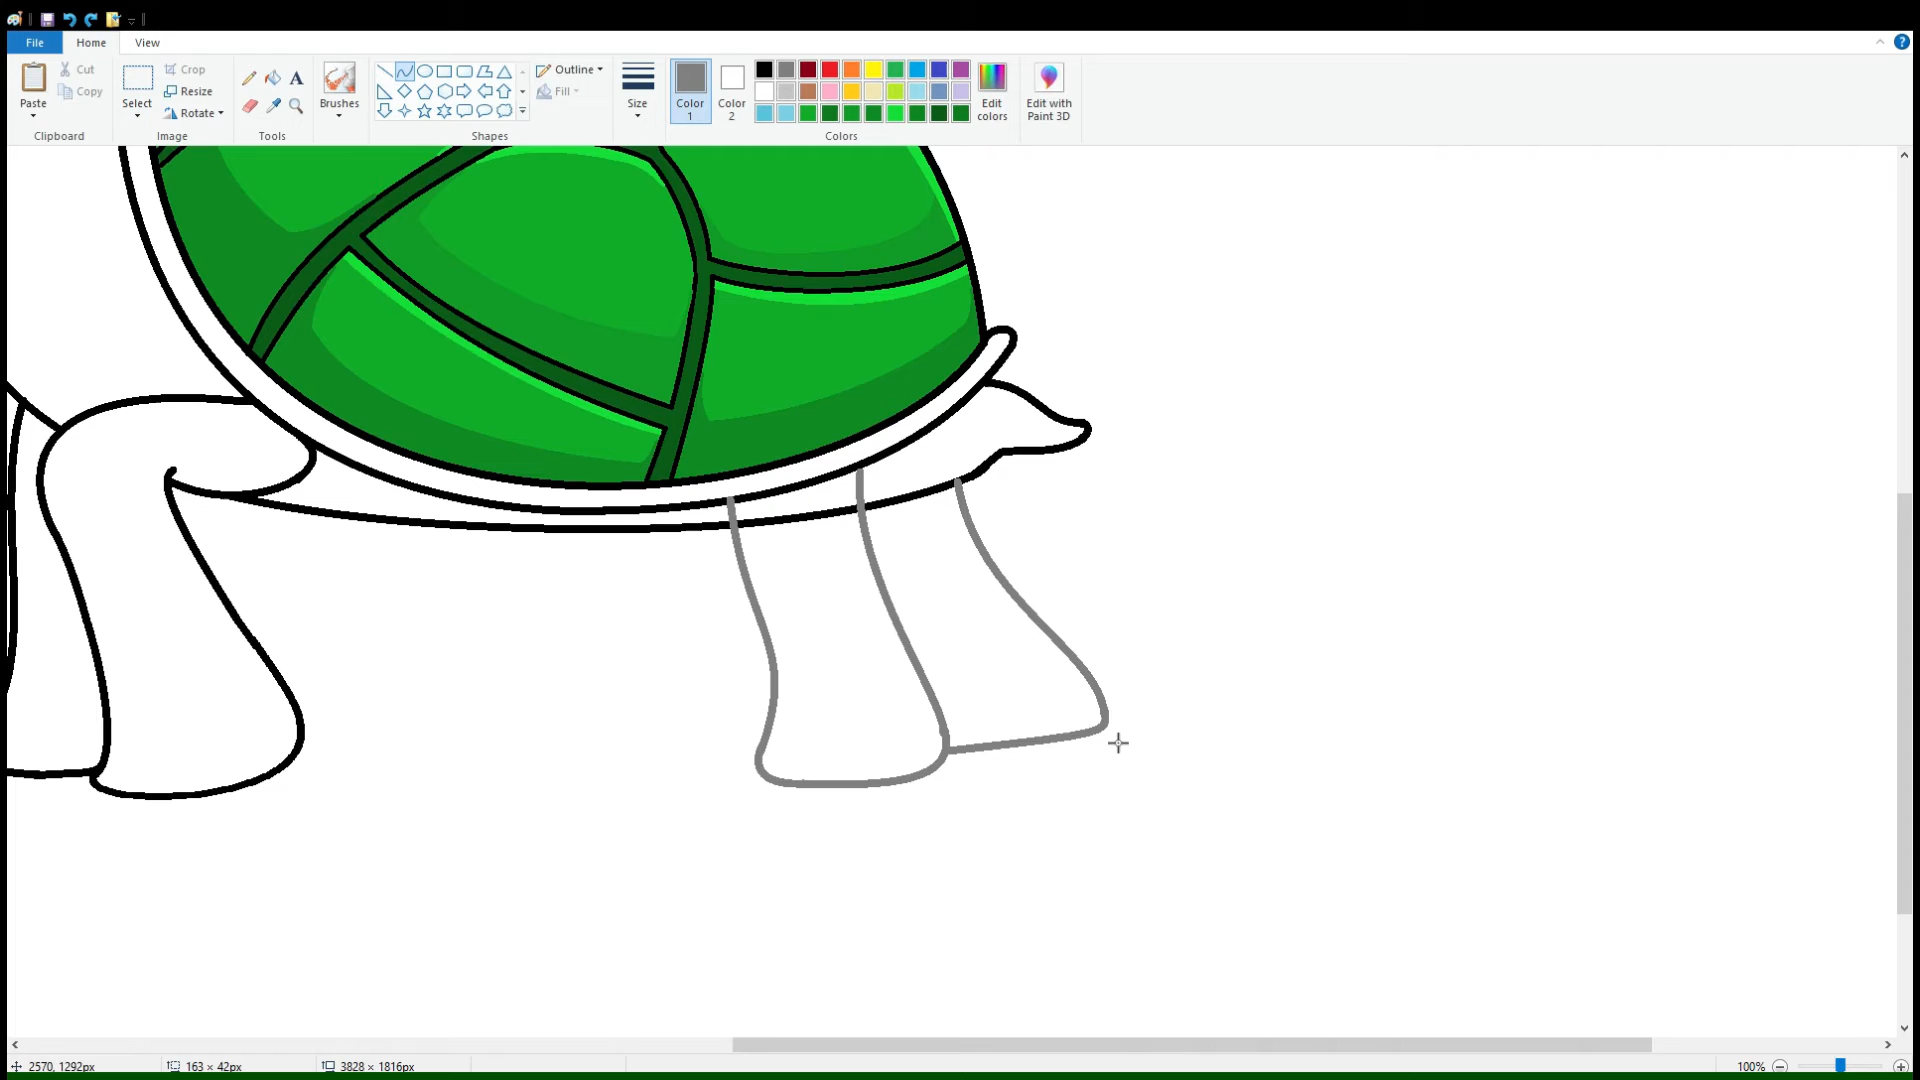 File Home View
Paste Cut Copy Clipboard
Select Crop Resize Rotate Image
A Tools
Brushes
Outline Fill Shapes
Size
Color 1 Color 2 Edit colors Colors
Edit with Paint 3D
2570, 1292px 163 × 42px 3828 × 1816px 100%